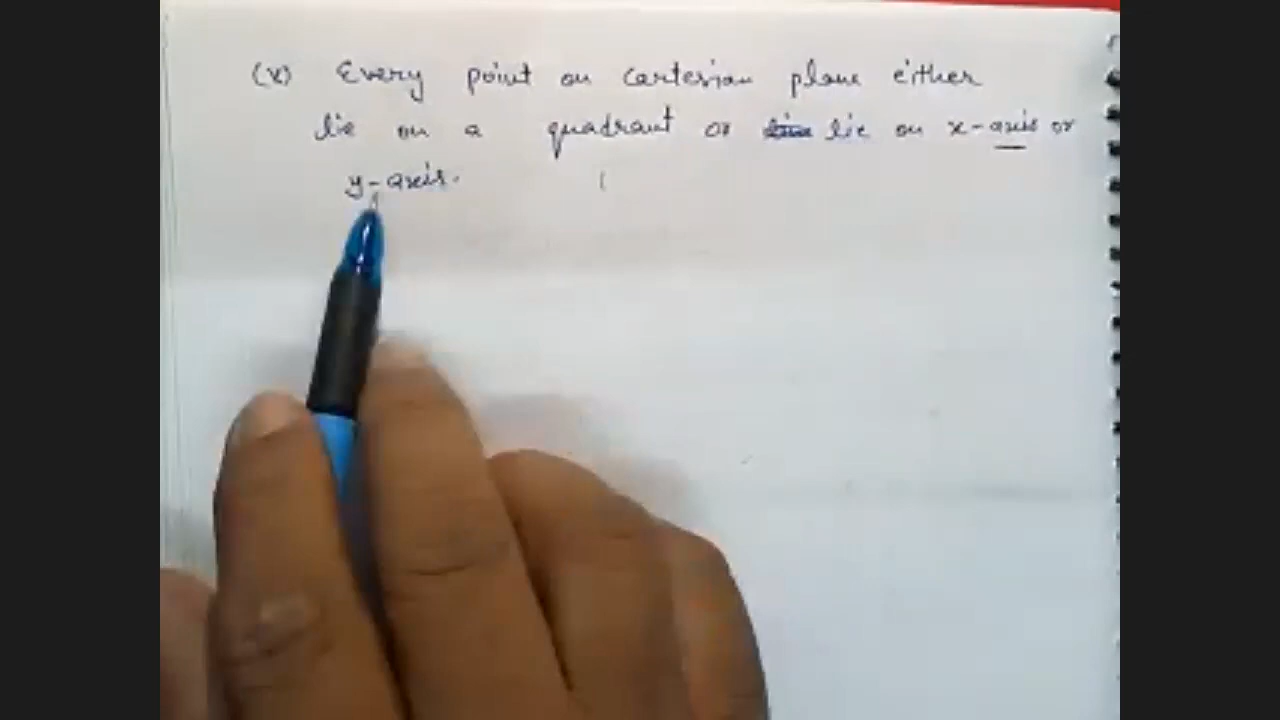 (v) Every point on cartesian plane either
lie on a quadrant or lie on x-axis or
y-axis.